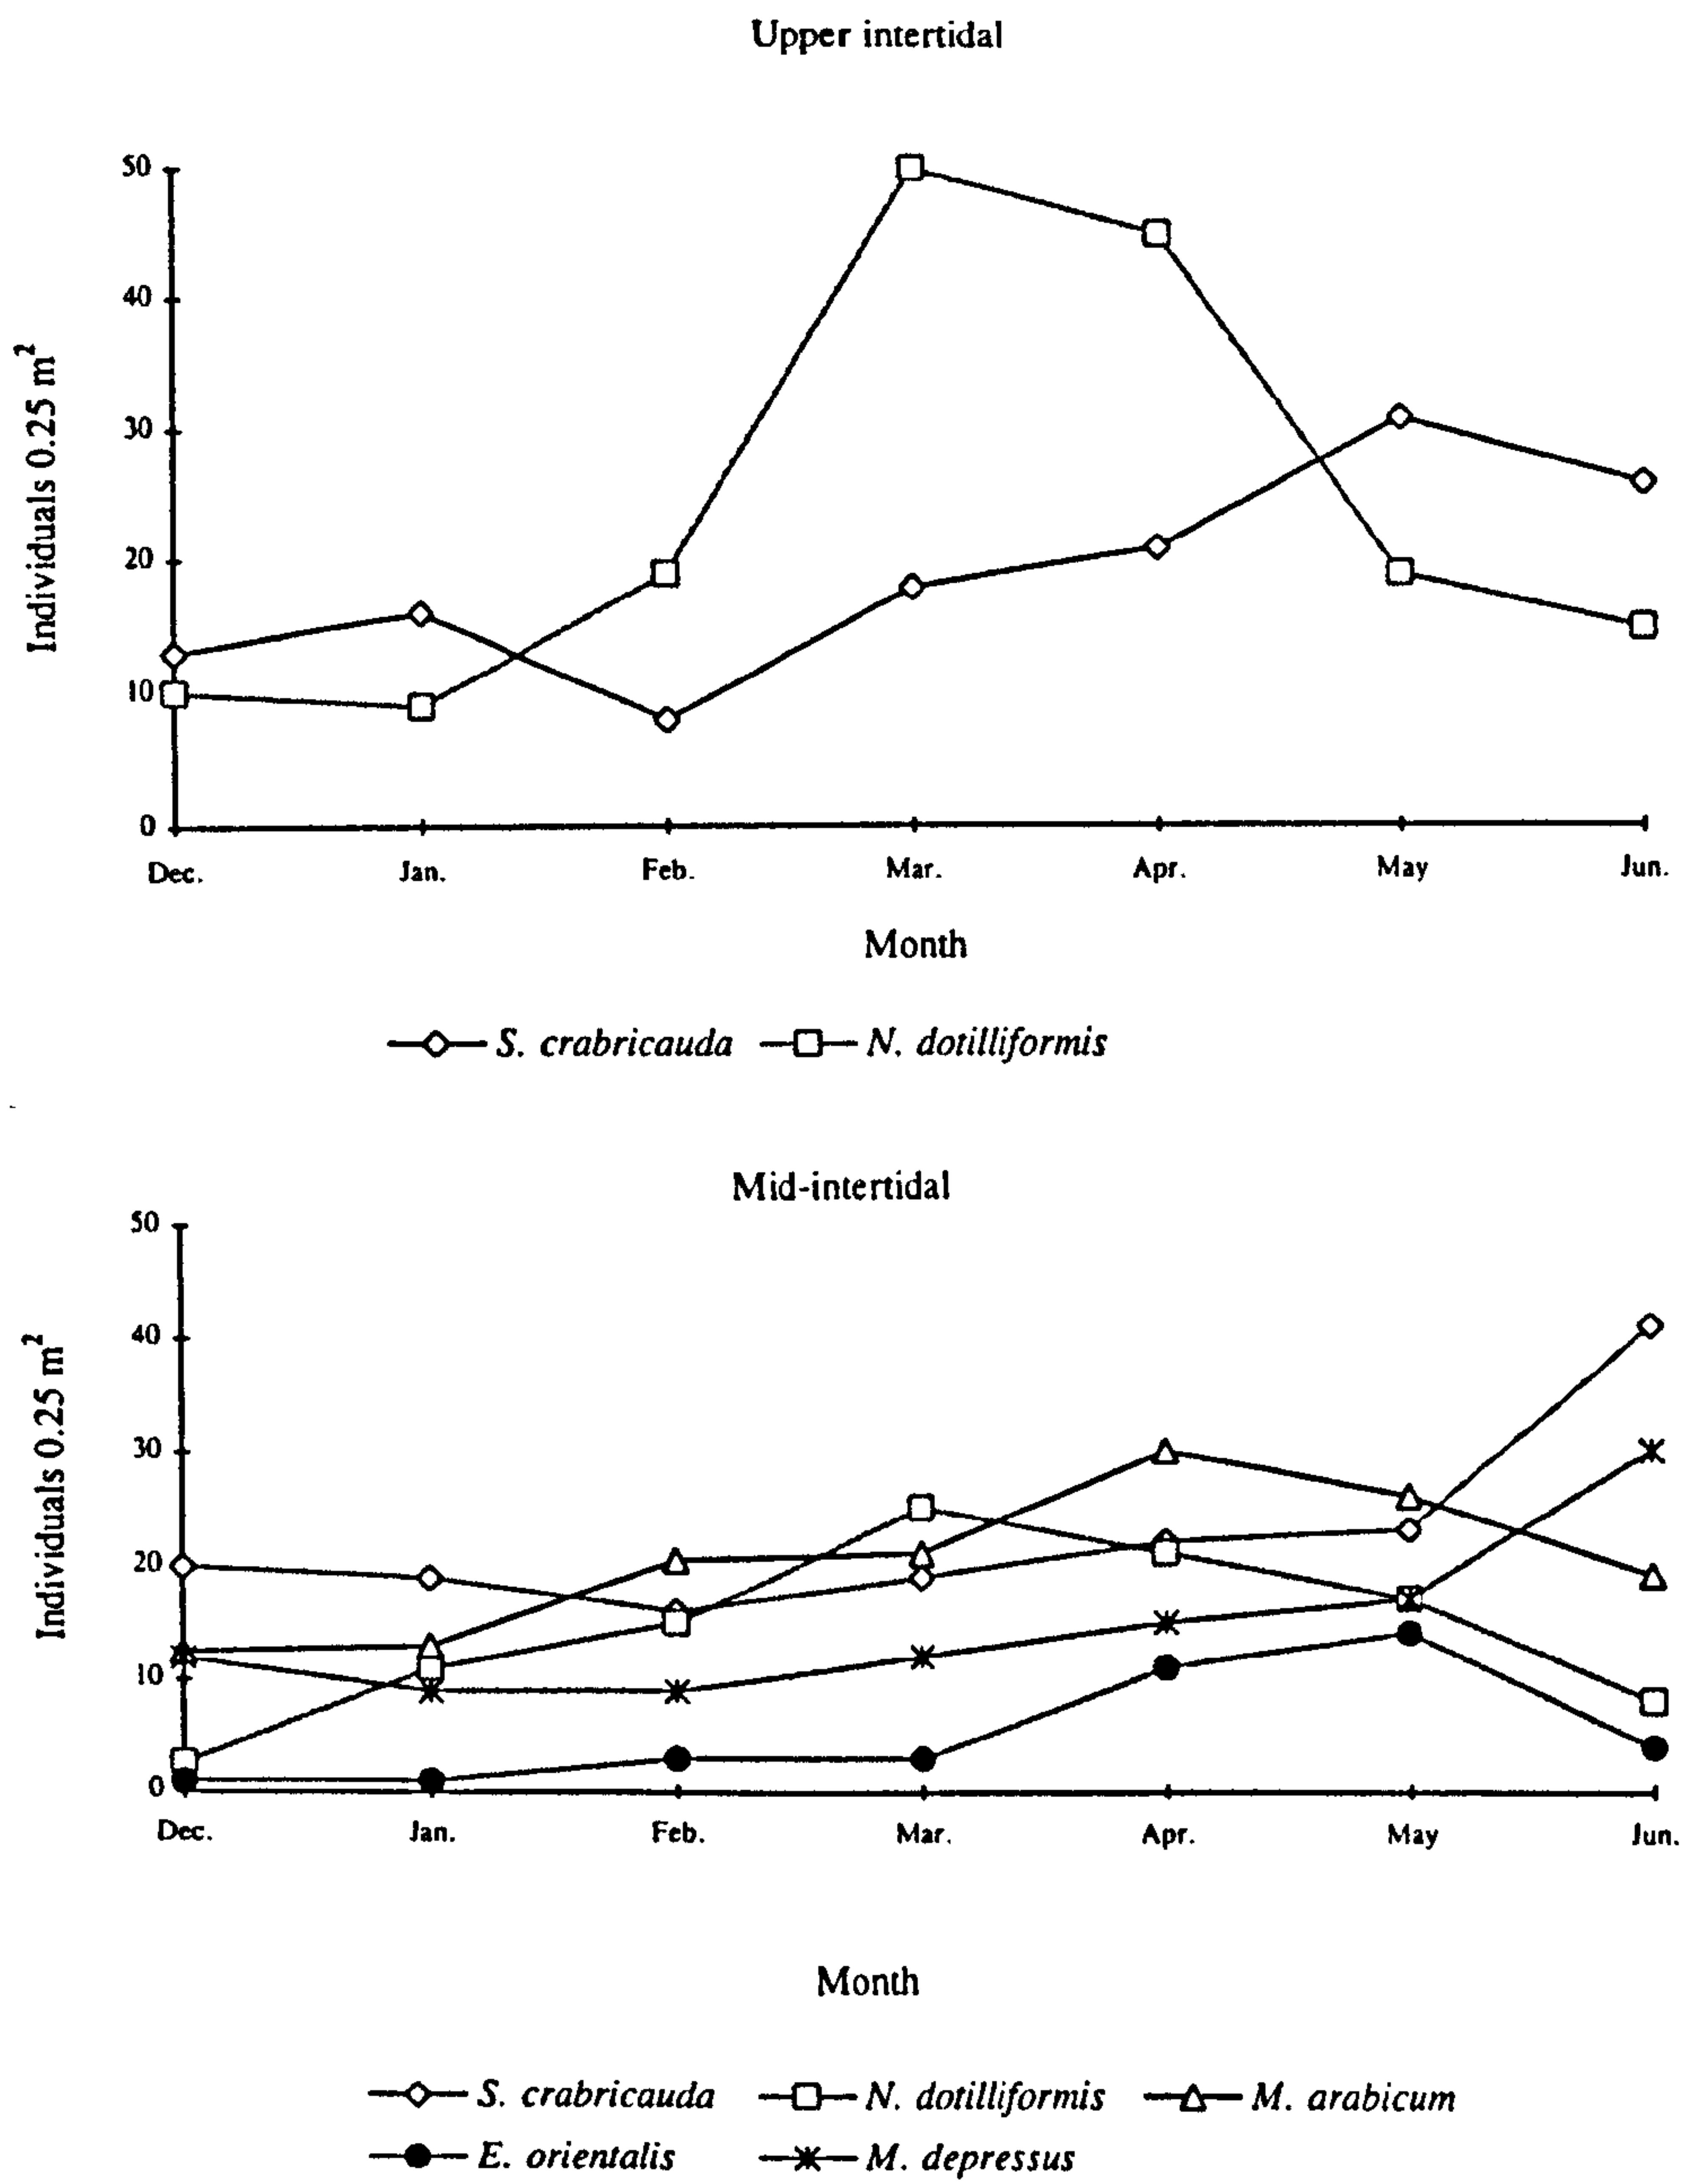 Upper intertidal
50
40
30
20
10
0
Individuals 0.25 m²
Dec. Jan. Feb. Mar. Apr. May Jun.
Month
S. crabricauda N. dotilliformis
Mid-intertidal
50
40
30
20
10
0
Individuals 0.25 m²
Dec. Jan. Feb. Mar. Apr. May Jun.
Month
S. crabricauda N. dotilliformis M. arabicum
E. orientalis M. depressus